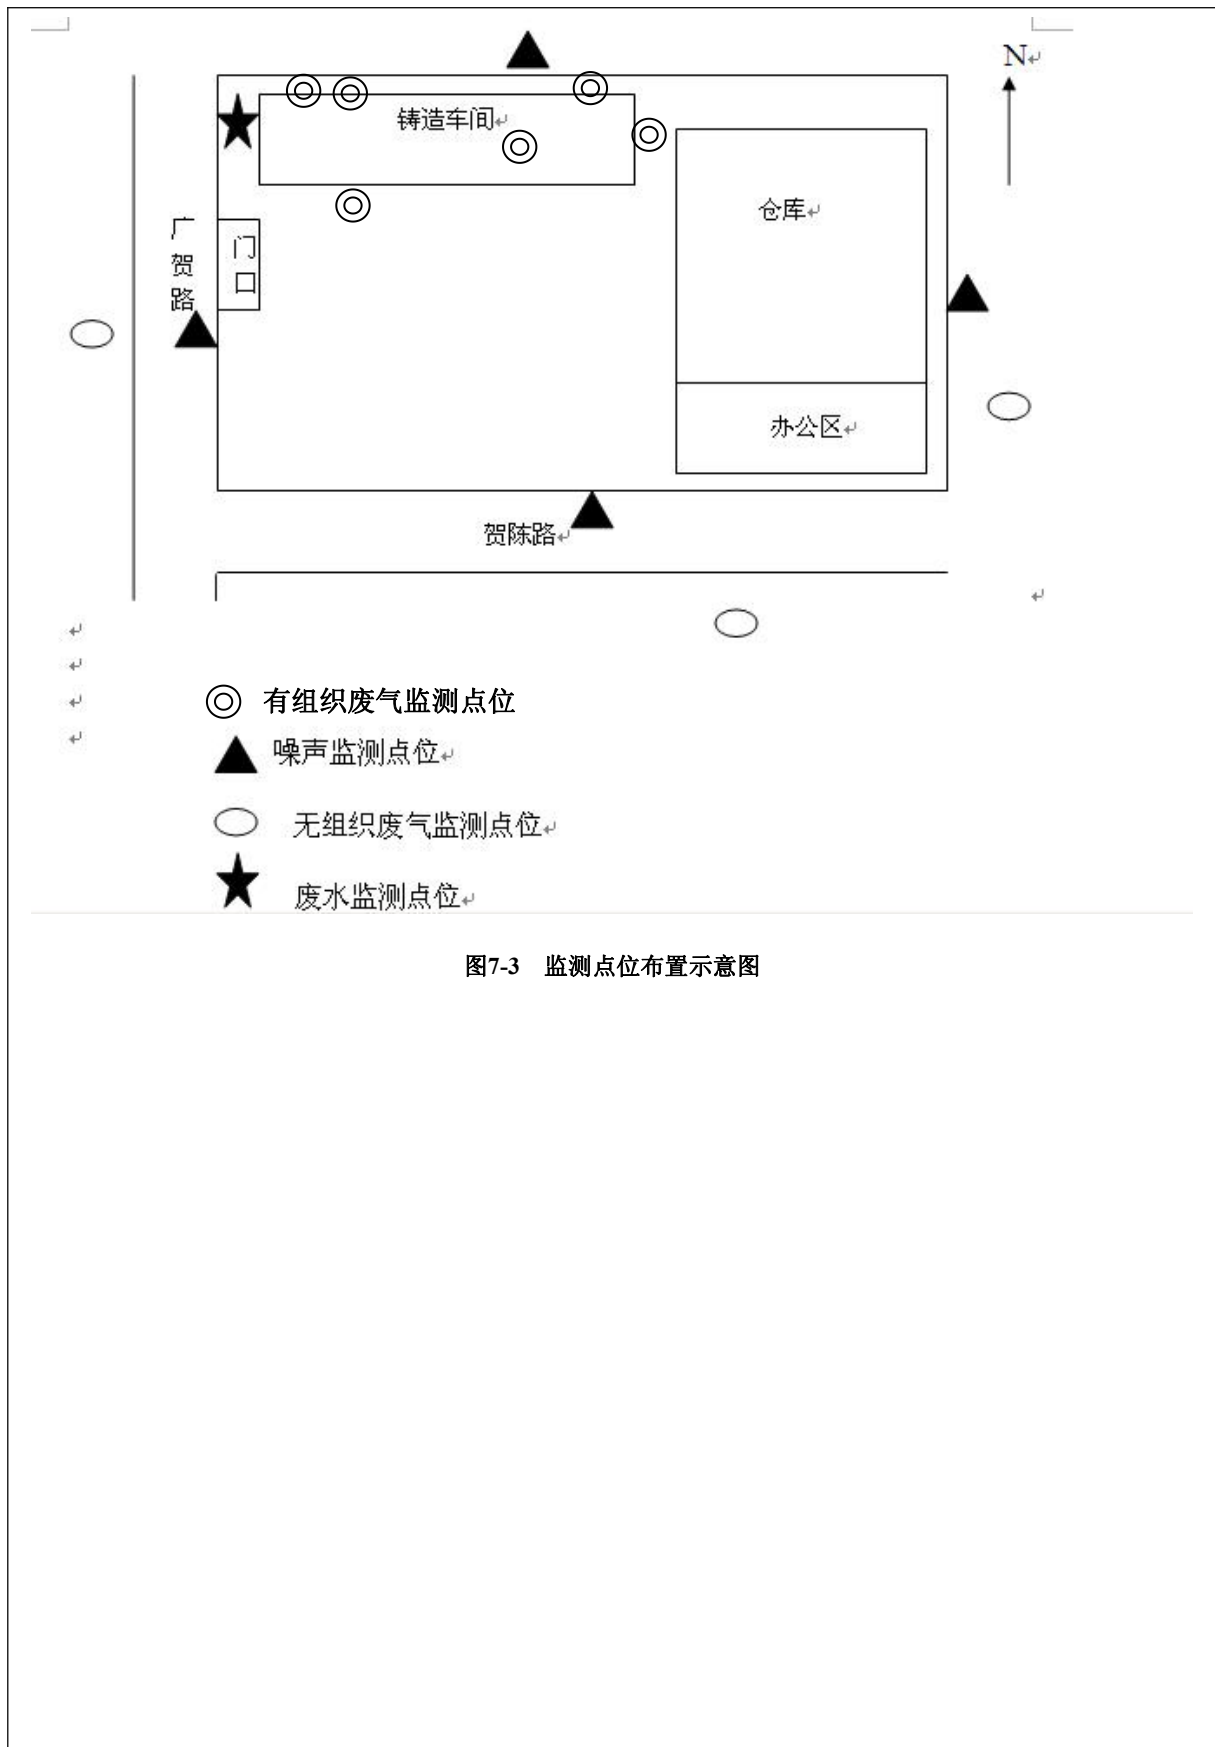 N
铸造车间
仓库
广
贺
路
门
口
办公区
贺陈路
有组织废气监测点位
噪声监测点位
无组织废气监测点位
废水监测点位
图7-3 监测点位布置示意图